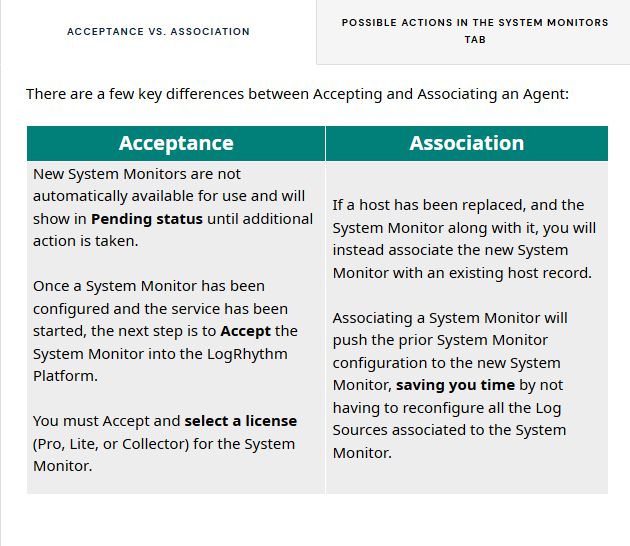 ACCEPTANCE VS. ASSOCIATION
POSSIBLE ACTIONS IN THE SYSTEM MONITORS
TAB
There are a few key differences between Accepting and Associating an Agent:
Acceptance
New System Monitors are not
automatically available for use and will
show in Pending status until additional
action is taken.
Once a System Monitor has been
configured and the service has been
started, the next step is to Accept the
System Monitor into the LogRhythm
Platform.
You must Accept and select a license
(Pro, Lite, or Collector) for the System
Monitor.
Association
If a host has been replaced, and the
System Monitor along with it, you will
instead associate the new System
Monitor with an existing host record.
Associating a System Monitor will
push the prior System Monitor
configuration to the new System
Monitor, saving you time by not
having to reconfigure all the Log
Sources associated to the System
Monitor.